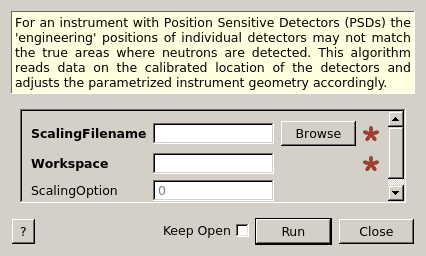 For an instrument with Position Sensitive Detectors (PSDs) the
'engineering' positions of individual detectors may not match
the true areas where neutrons are detected. This algorithm
reads data on the calibrated location of the detectors and
adjusts the parametrized instrument geometry accordingly.
ScalingFilename Browse *
Workspace *
ScalingOption 0
? Keep Open Run Close